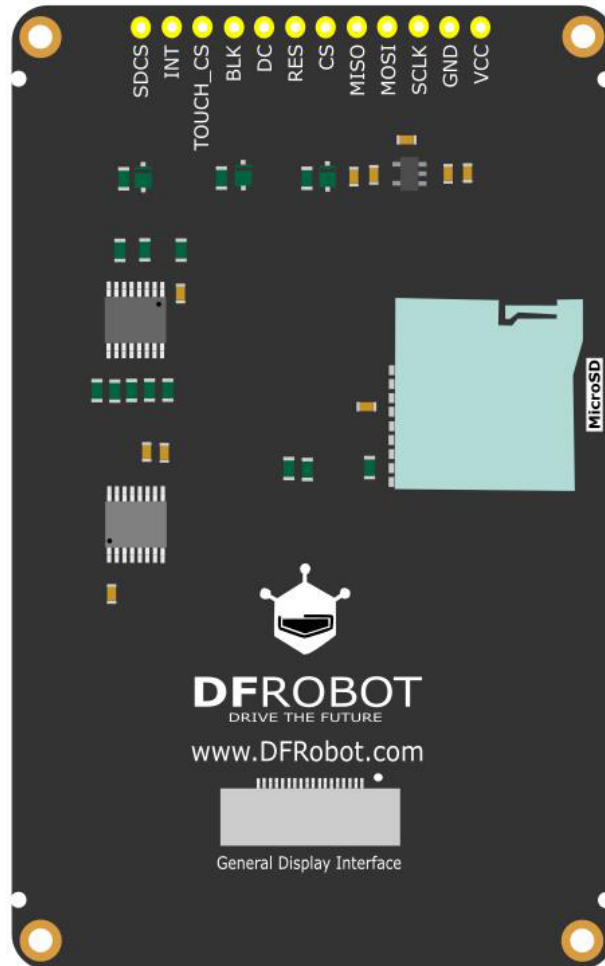 SDCS
INT
TOUCH_CS
BLK
DC
RES
CS
MISO
MOSI
SCLK
GND
VCC
MicroSD
DFROBOT
DRIVE THE FUTURE
www.DFRobot.com
General Display Interface